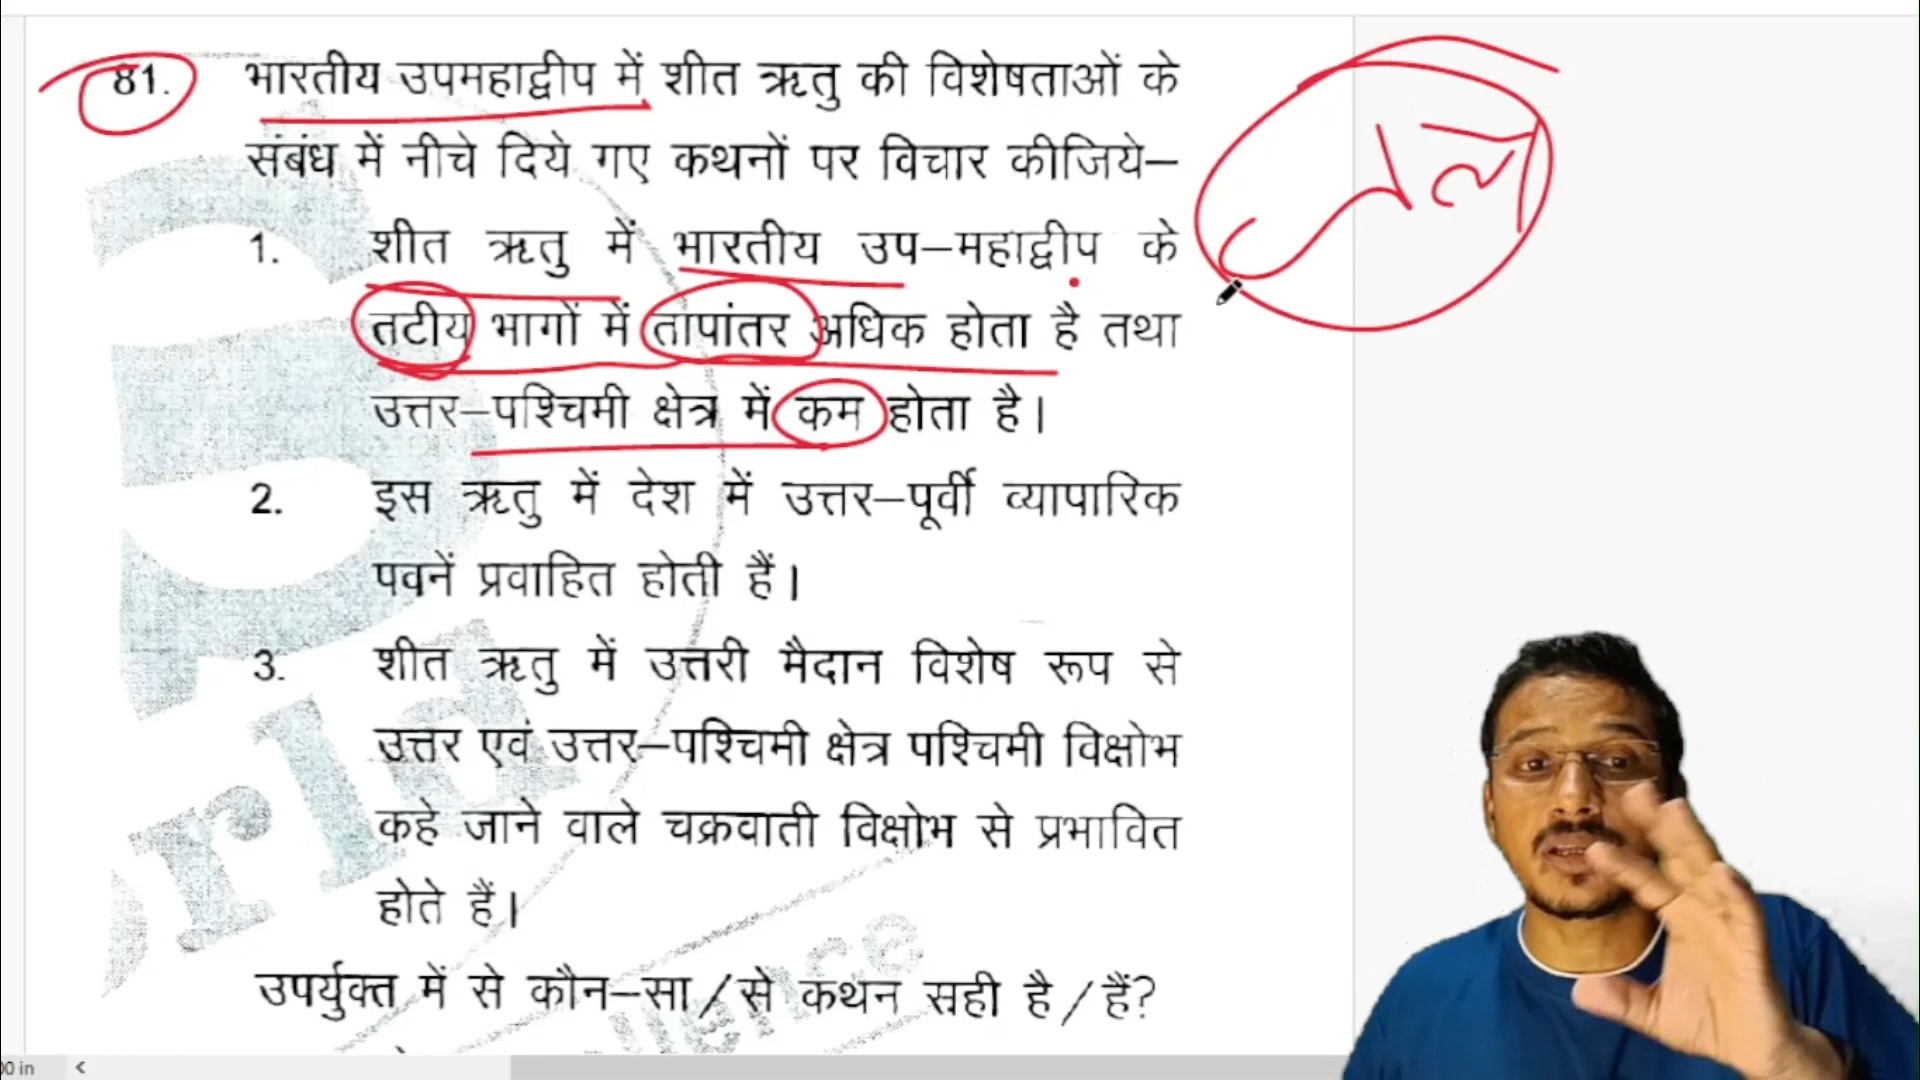 81. भारतीय उपमहाद्वीप में शीत ऋतु की विशेषताओं के
संबंध में नीचे दिये गए कथनों पर विचार कीजिये–
1. शीत ऋतु में भारतीय उप–महाद्वीप के
तटीय भागों में तापांतर अधिक होता है तथा
उत्तर–पश्चिमी क्षेत्र में कम होता है।
2. इस ऋतु में देश में उत्तर–पूर्वी व्यापारिक
पवनें प्रवाहित होती हैं।
3. शीत ऋतु में उत्तरी मैदान विशेष रूप से
उत्तर एवं उत्तर–पश्चिमी क्षेत्र पश्चिमी विक्षोभ
कहे जाने वाले चक्रवाती विक्षोभ से प्रभावित
होते हैं।
उपर्युक्त में से कौन–सा/से कथन सही है/हैं?
00 in